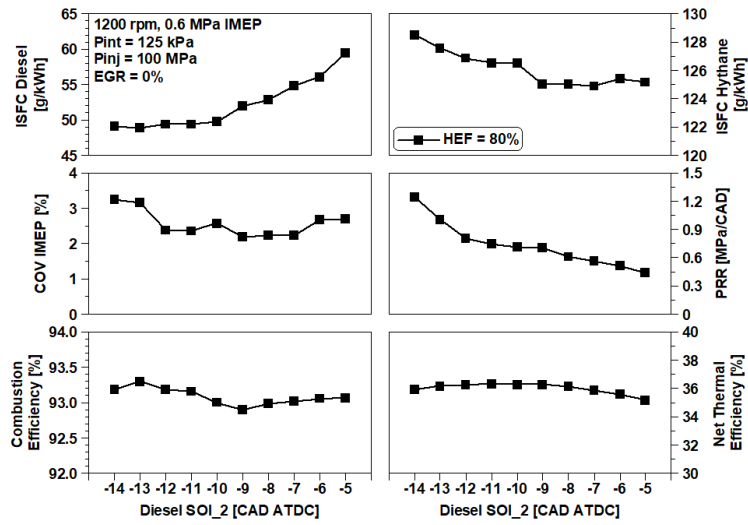 1200 rpm, 0.6 MPa IMEP
Pint = 125 kPa
Pinj = 100 MPa
EGR = 0%
ISFC Diesel
[g/kWh]
65
60
55
50
45
HEF = 80%
130
128
126
124
122
120
ISFC Hythane
[g/kWh]
COV IMEP [%]
4
3
2
1
0
1.5
1.2
0.9
0.6
0.3
0
PRR [MPa/CAD]
Combustion
Efficiency [%]
94.0
93.5
93.0
92.5
92.0
40
38
36
34
32
30
Net Thermal
Efficiency [%]
-14 -13 -12 -11 -10 -9 -8 -7 -6 -5
Diesel SOI_2 [CAD ATDC]
-14 -13 -12 -11 -10 -9 -8 -7 -6 -5
Diesel SOI_2 [CAD ATDC]